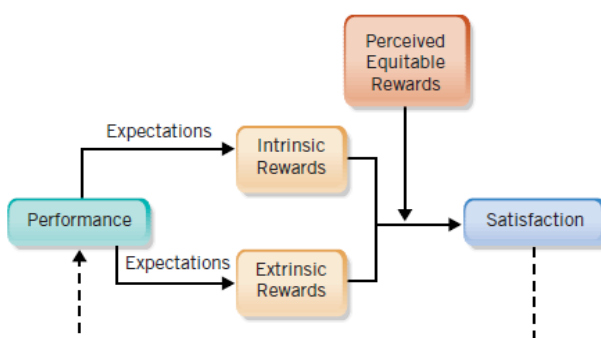 Perceived
Equitable
Rewards
Expectations
Intrinsic
Rewards
Performance
Satisfaction
Expectations
Extrinsic
Rewards